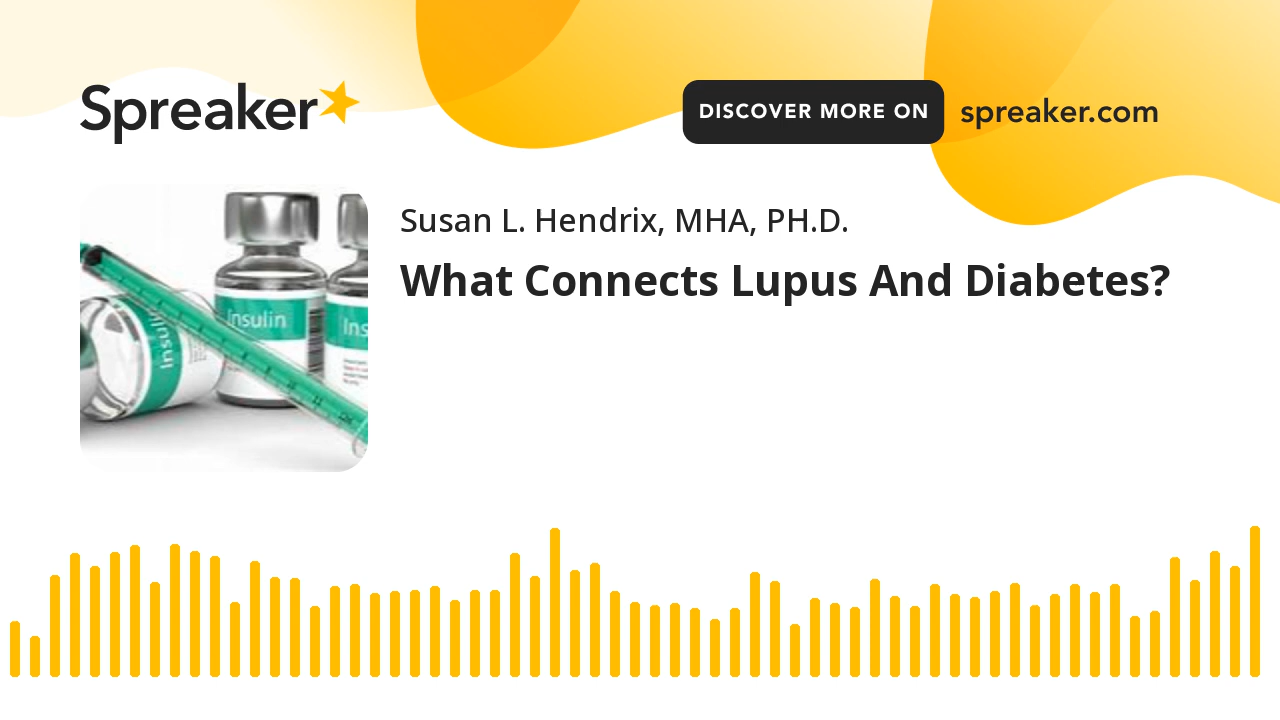 Spreaker
DISCOVER MORE ON
spreaker.com
Susan L. Hendrix, MHA, PH.D.
What Connects Lupus And Diabetes?
Insulin
Insulin
Ins